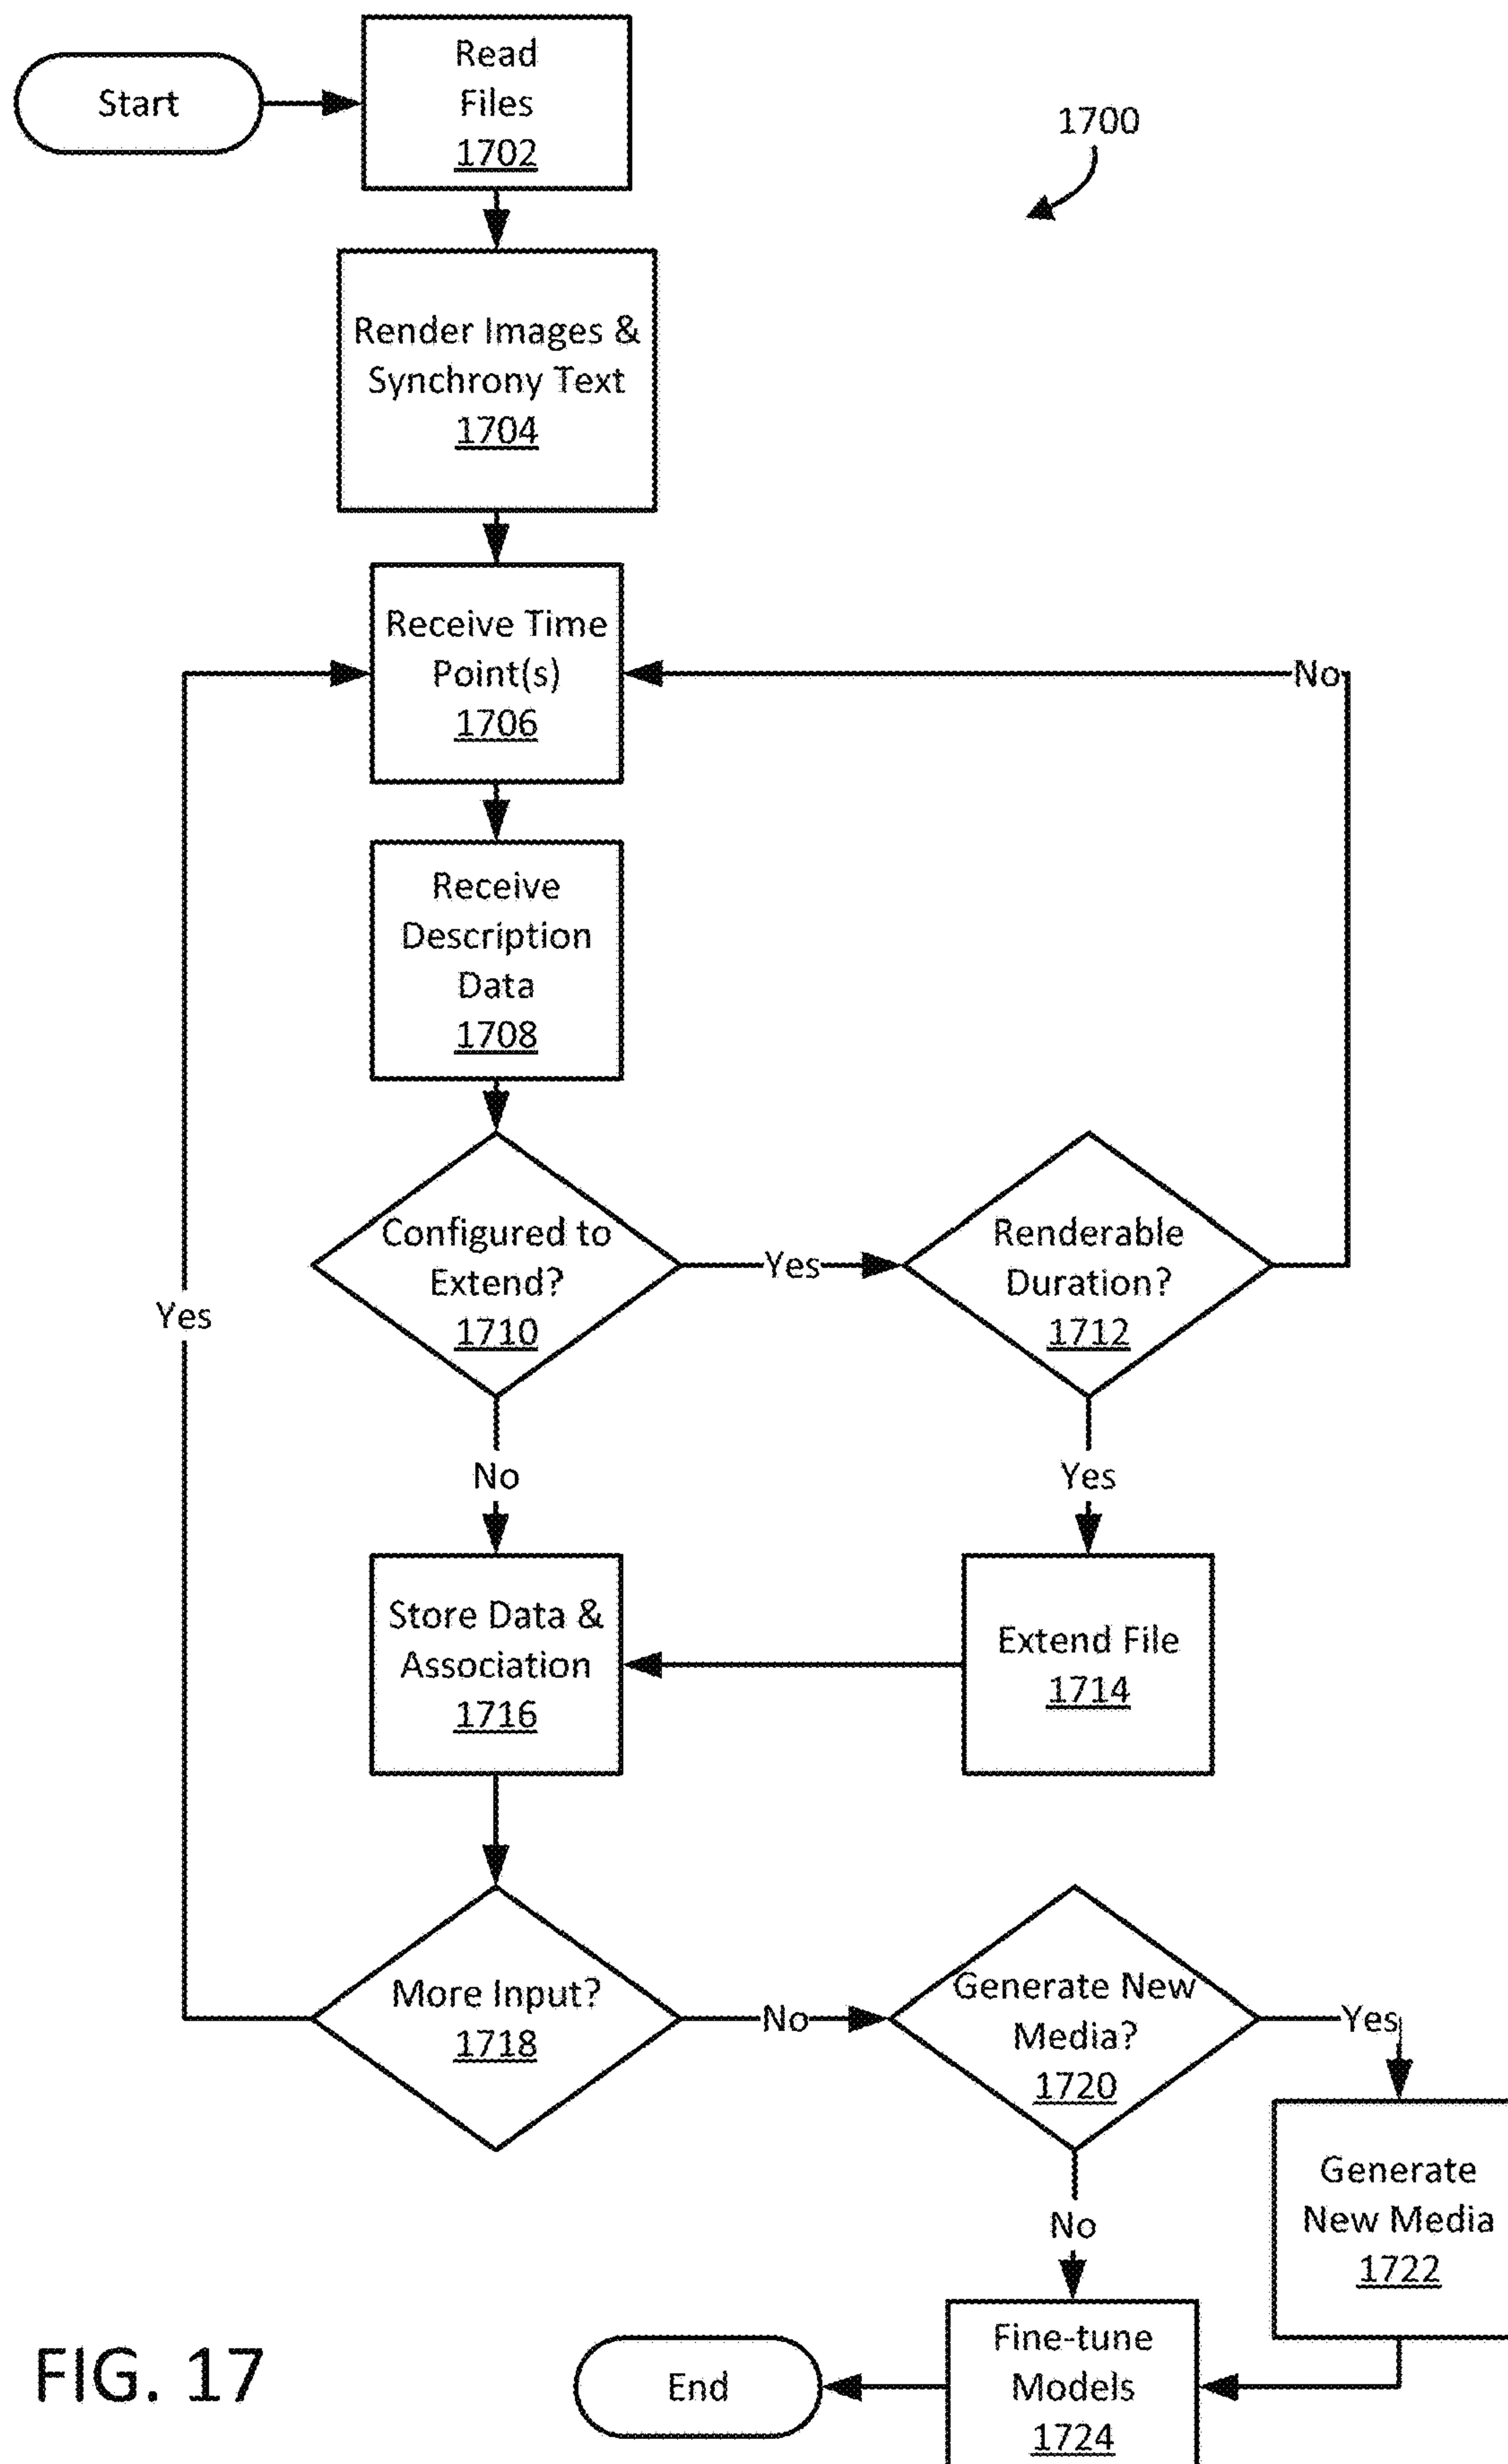 Start
Read
Files
1702
1700
Render Images &
Synchrony Text
1704
Receive Time
Point(s)
1706
No
Receive
Description
Data
1708
Configured to
Extend?
1710
Yes
Renderable
Duration?
1712
Yes
No
Yes
Store Data &
Association
1716
Extend File
1714
More Input?
1718
No
Generate New
Media?
1720
Yes
Generate
New Media
1722
No
Fine-tune
Models
1724
End
FIG. 17